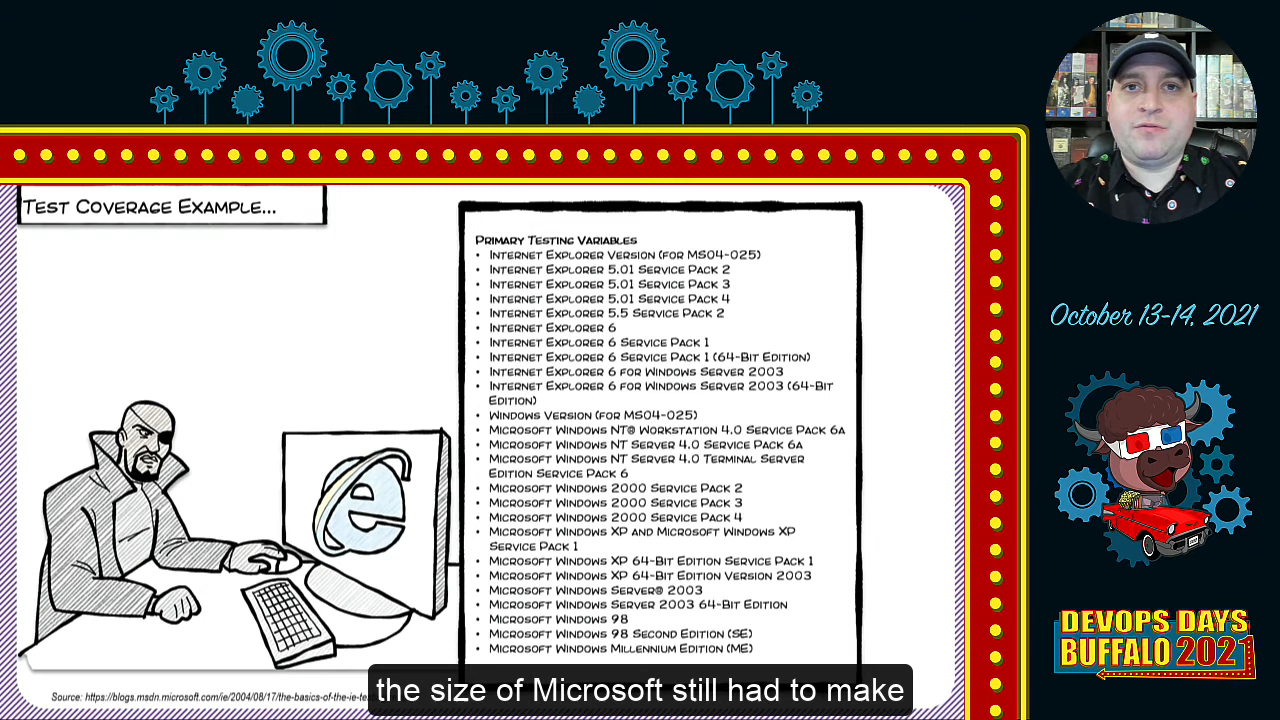 Test Coverage Example...
Primary Testing Variables
• Internet Explorer Version (for MS04-025)
• Internet Explorer 5.01 Service Pack 2
• Internet Explorer 5.01 Service Pack 3
• Internet Explorer 5.01 Service Pack 4
• Internet Explorer 5.5 Service Pack 2
• Internet Explorer 6
• Internet Explorer 6 Service Pack 1
• Internet Explorer 6 Service Pack 1 (64-Bit Edition)
• Internet Explorer 6 for Windows Server 2003
• Internet Explorer 6 for Windows Server 2003 (64-Bit
Edition)
• Windows Version (for MS04-025)
• Microsoft Windows NT® Workstation 4.0 Service Pack 6a
• Microsoft Windows NT Server 4.0 Service Pack 6a
• Microsoft Windows NT Server 4.0 Terminal Server
Edition Service Pack 6
• Microsoft Windows 2000 Service Pack 2
• Microsoft Windows 2000 Service Pack 3
• Microsoft Windows 2000 Service Pack 4
• Microsoft Windows XP and Microsoft Windows XP
Service Pack 1
• Microsoft Windows XP 64-Bit Edition Service Pack 1
• Microsoft Windows XP 64-Bit Edition Version 2003
• Microsoft Windows Server® 2003
• Microsoft Windows Server 2003 64-Bit Edition
• Microsoft Windows 98
• Microsoft Windows 98 Second Edition (SE)
• Microsoft Windows Millennium Edition (ME)
Source: https://blogs.msdn.microsoft.com/ie/2004/08/17/the-basics-of-the-ie-tes
the size of Microsoft still had to make
October 13-14, 2021
DEVOPS DAYS
BUFFALO 2021